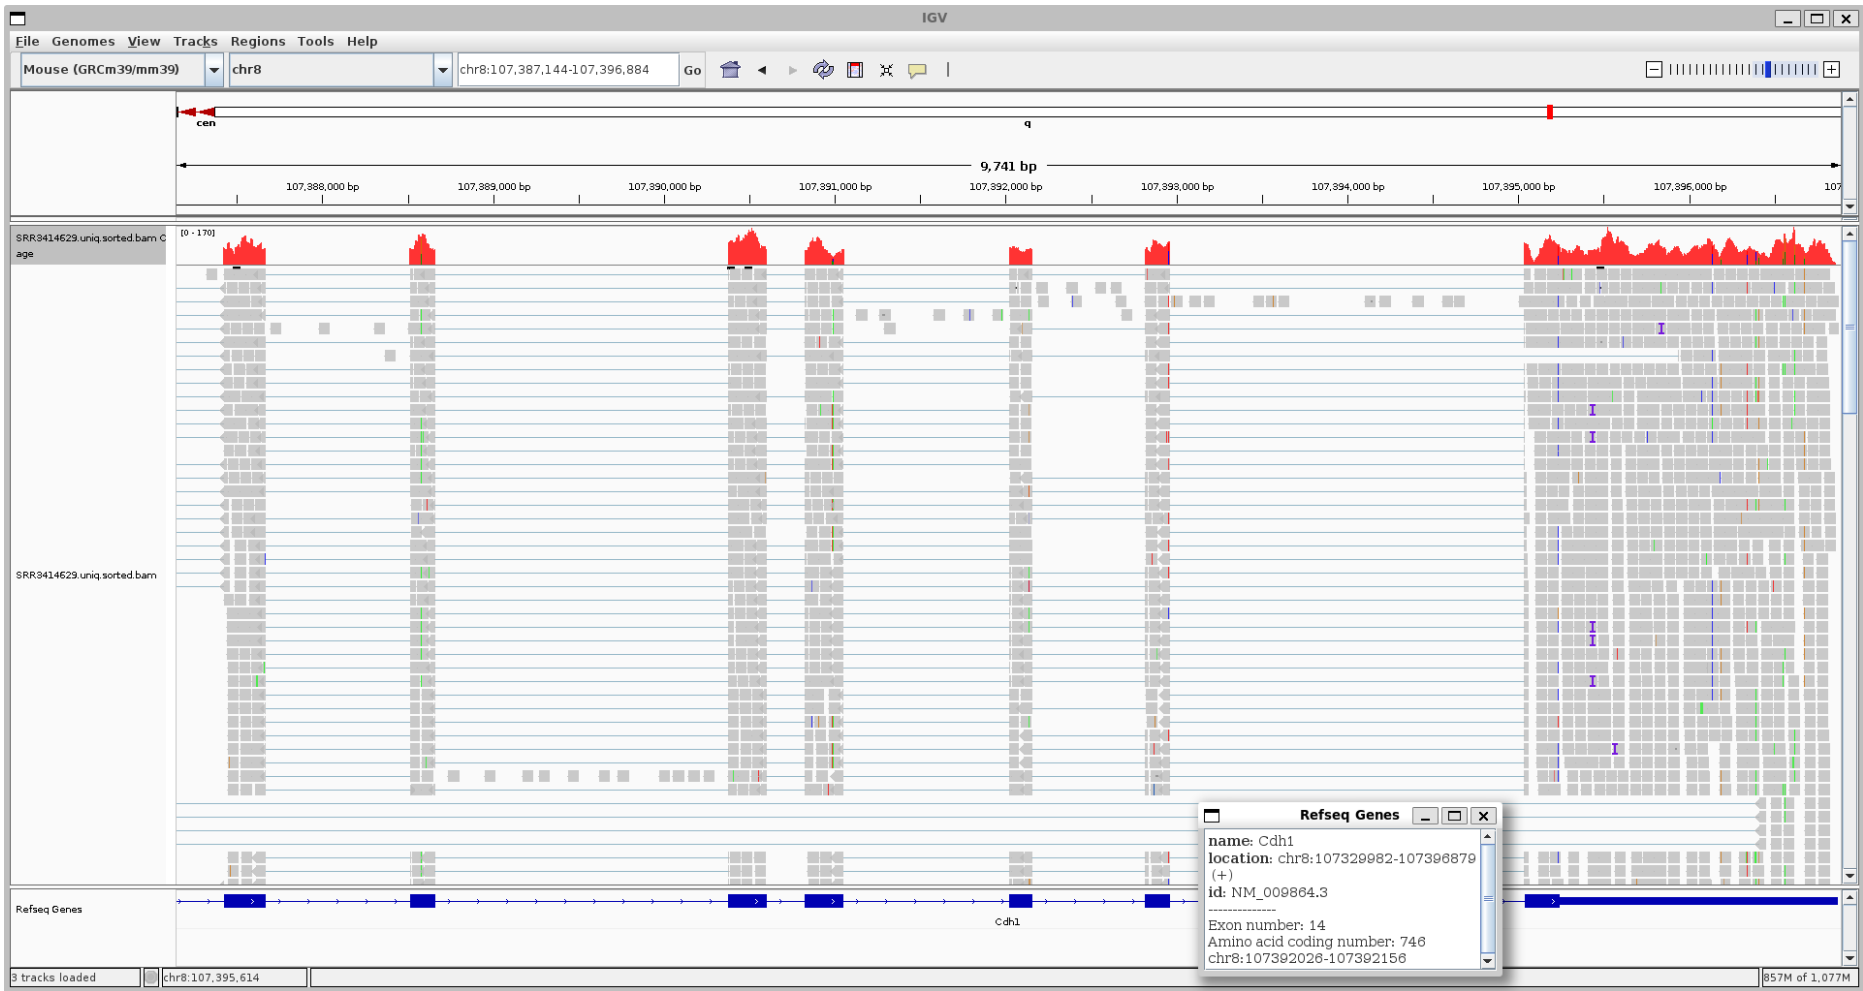 IGV
File Genomes View Tracks Regions Tools Help
Mouse (GRCm39/mm39) chr8 chr8:107,387,144-107,396,884 Go
cen q
9,741 bp
107,388,000 bp 107,389,000 bp 107,390,000 bp 107,391,000 bp 107,392,000 bp 107,393,000 bp 107,394,000 bp 107,395,000 bp 107,396,000 bp 107
SRR3414629.uniq.sorted.bam C
age
[0 - 170]
SRR3414629.uniq.sorted.bam
Refseq Genes
name: Cdh1
location: chr8:107329982-107396879
(+)
id: NM_009864.3
--------------
Exon number: 14
Amino acid coding number: 746
chr8:107392026-107392156
Refseq Genes
Cdh1
3 tracks loaded chr8:107,395,614 857M of 1,077M